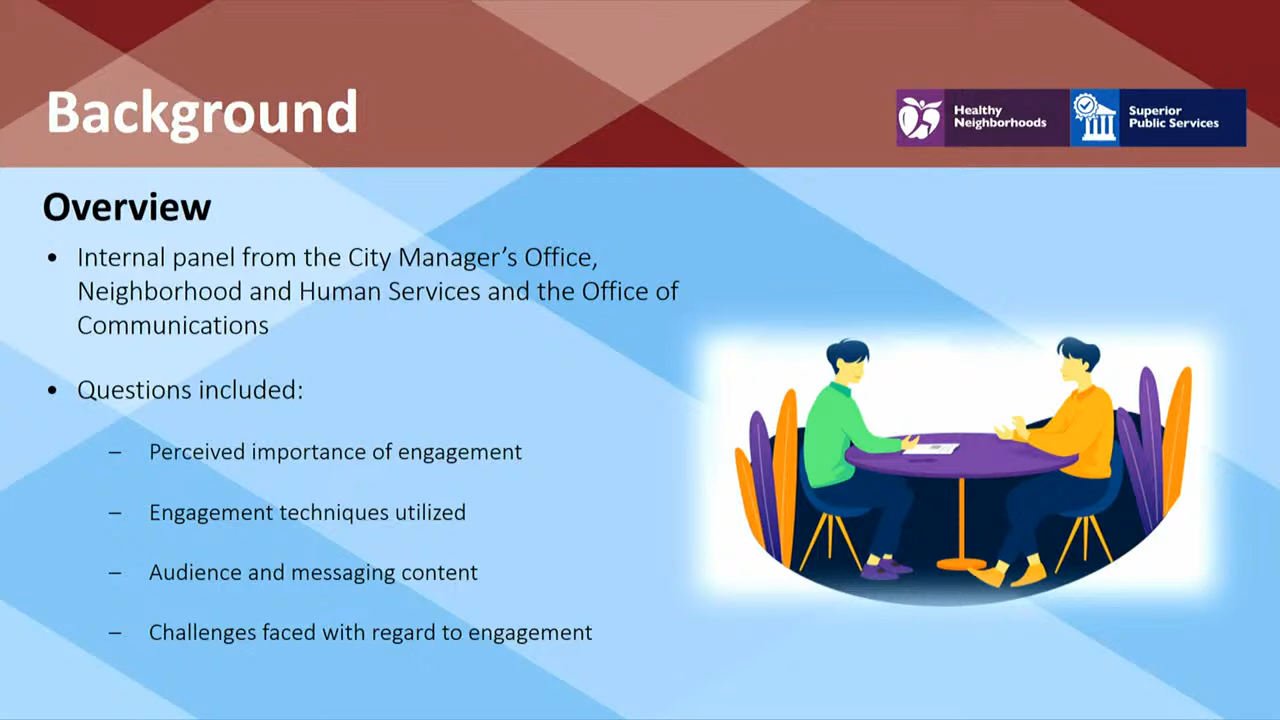 Background
Healthy
Neighborhoods
Superior
Public Services
Overview
• Internal panel from the City Manager’s Office,
Neighborhood and Human Services and the Office of
Communications
• Questions included:
– Perceived importance of engagement
– Engagement techniques utilized
– Audience and messaging content
– Challenges faced with regard to engagement